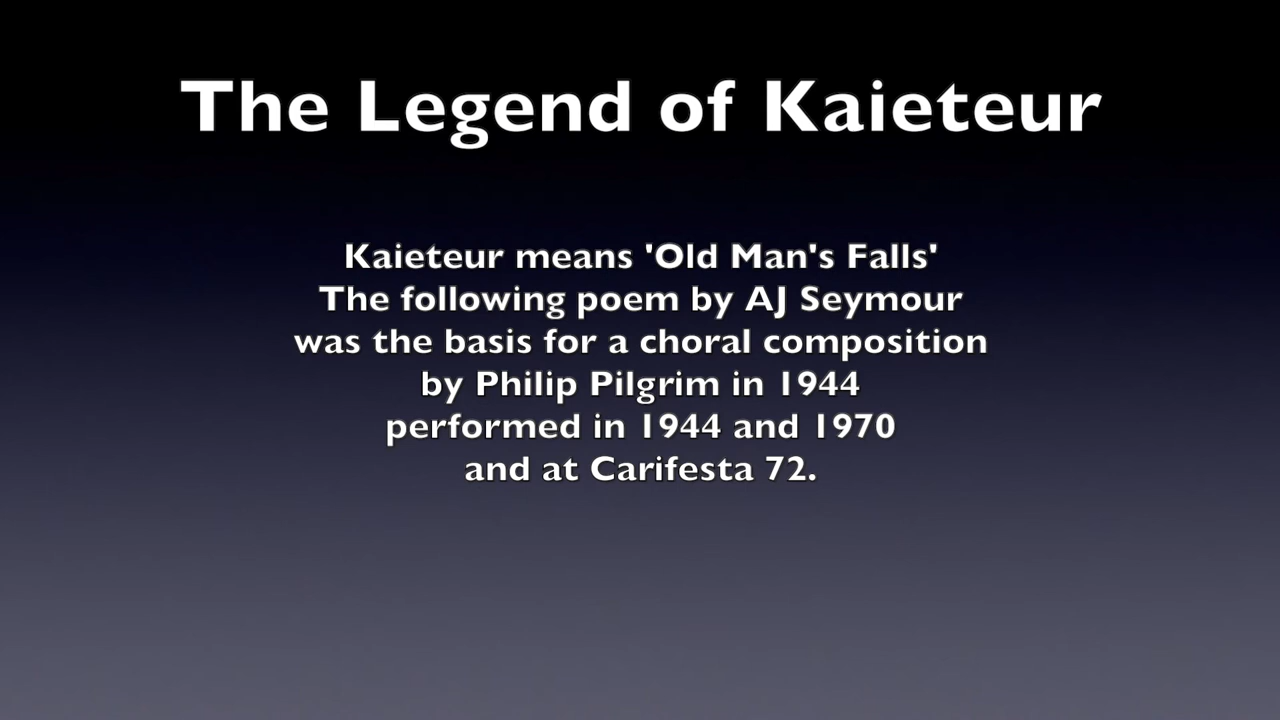 The Legend of Kaieteur
Kaieteur means 'Old Man's Falls'
The following poem by AJ Seymour
was the basis for a choral composition
by Philip Pilgrim in 1944
performed in 1944 and 1970
and at Carifesta 72.